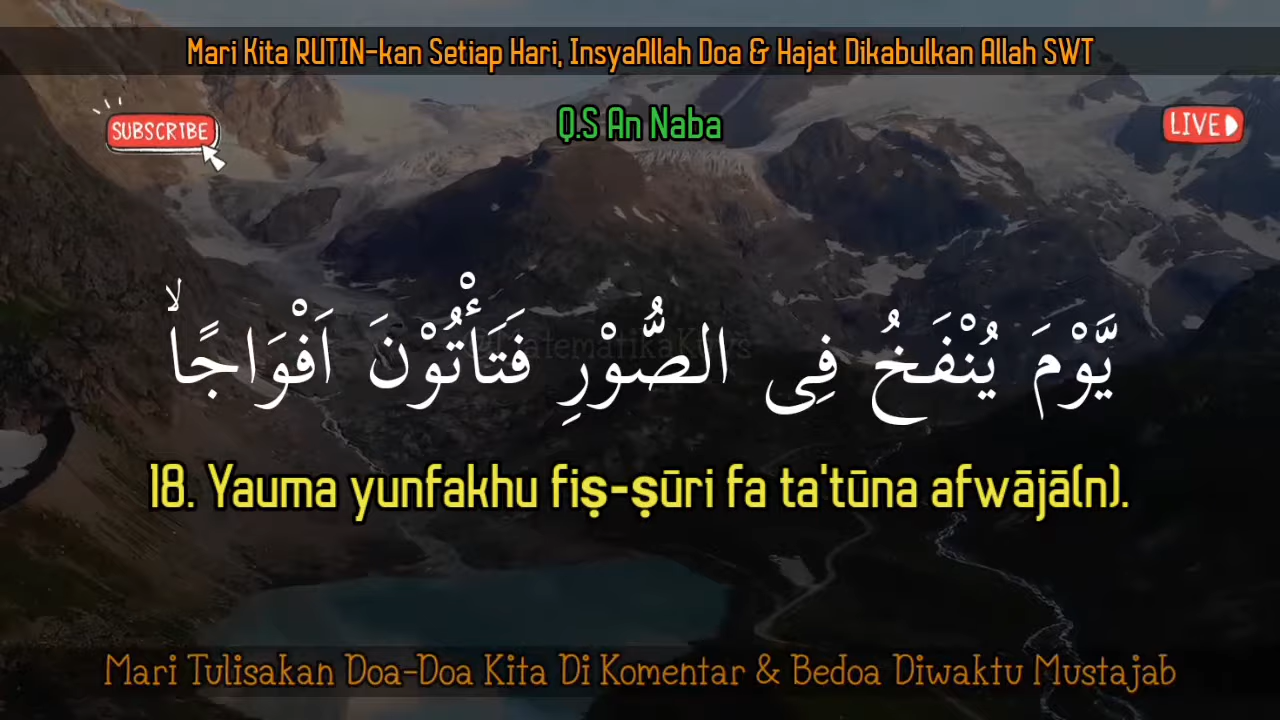 Mari Kita RUTIN-kan Setiap Hari, InsyaAllah Doa & Hajat Dikabulkan Allah SWT
SUBSCRIBE
Q.S An Naba
LIVE
يَّوْمَ يُنْفَخُ فِى الصُّوْرِ فَتَأْتُوْنَ اَفْوَاجًاۙ
18. Yauma yunfakhu fiṣ-ṣūri fa ta'tūna afwājā(n).
Mari Tulisakan Doa-Doa Kita Di Komentar & Bedoa Diwaktu Mustajab